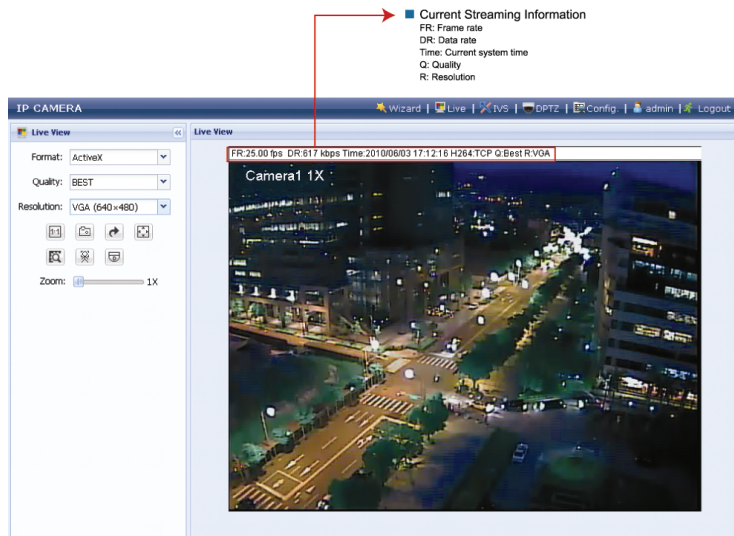 Current Streaming Information
FR: Frame rate
DR: Data rate
Time: Current system time
Q: Quality
R: Resolution
IP CAMERA
Wizard | Live | IVS | DPTZ | Config. | admin | Logout
Live View
Live View
FR:25.00 fps DR:617 kbps Time:2010/06/03 17:12:16 H264:TCP Q:Best R:VGA
Format: ActiveX
Camera1 1X
Quality: BEST
Resolution: VGA (640×480)
1:1
Zoom: 1X